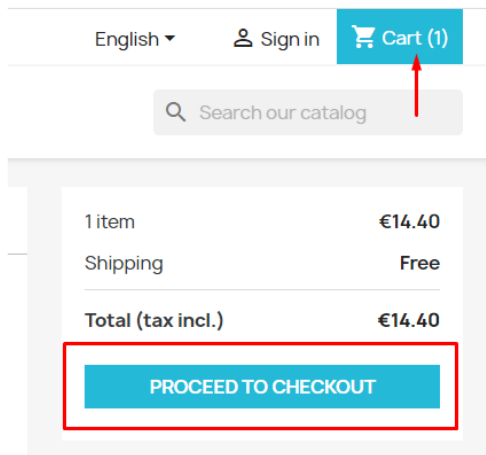 English Sign in Cart (1)
Search our catalog
1 item €14.40
Shipping Free
Total (tax incl.) €14.40
PROCEED TO CHECKOUT